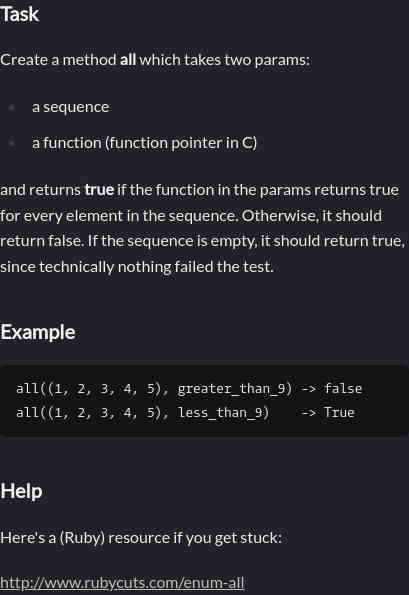 Task
Create a method all which takes two params:
a sequence
a function (function pointer in C)
and returns true if the function in the params returns true
for every element in the sequence. Otherwise, it should
return false. If the sequence is empty, it should return true,
since technically nothing failed the test.
Example
all((1, 2, 3, 4, 5), greater_than_9) -> false
all((1, 2, 3, 4, 5), less_than_9)    -> True
Help
Here's a (Ruby) resource if you get stuck:
http://www.rubycuts.com/enum-all